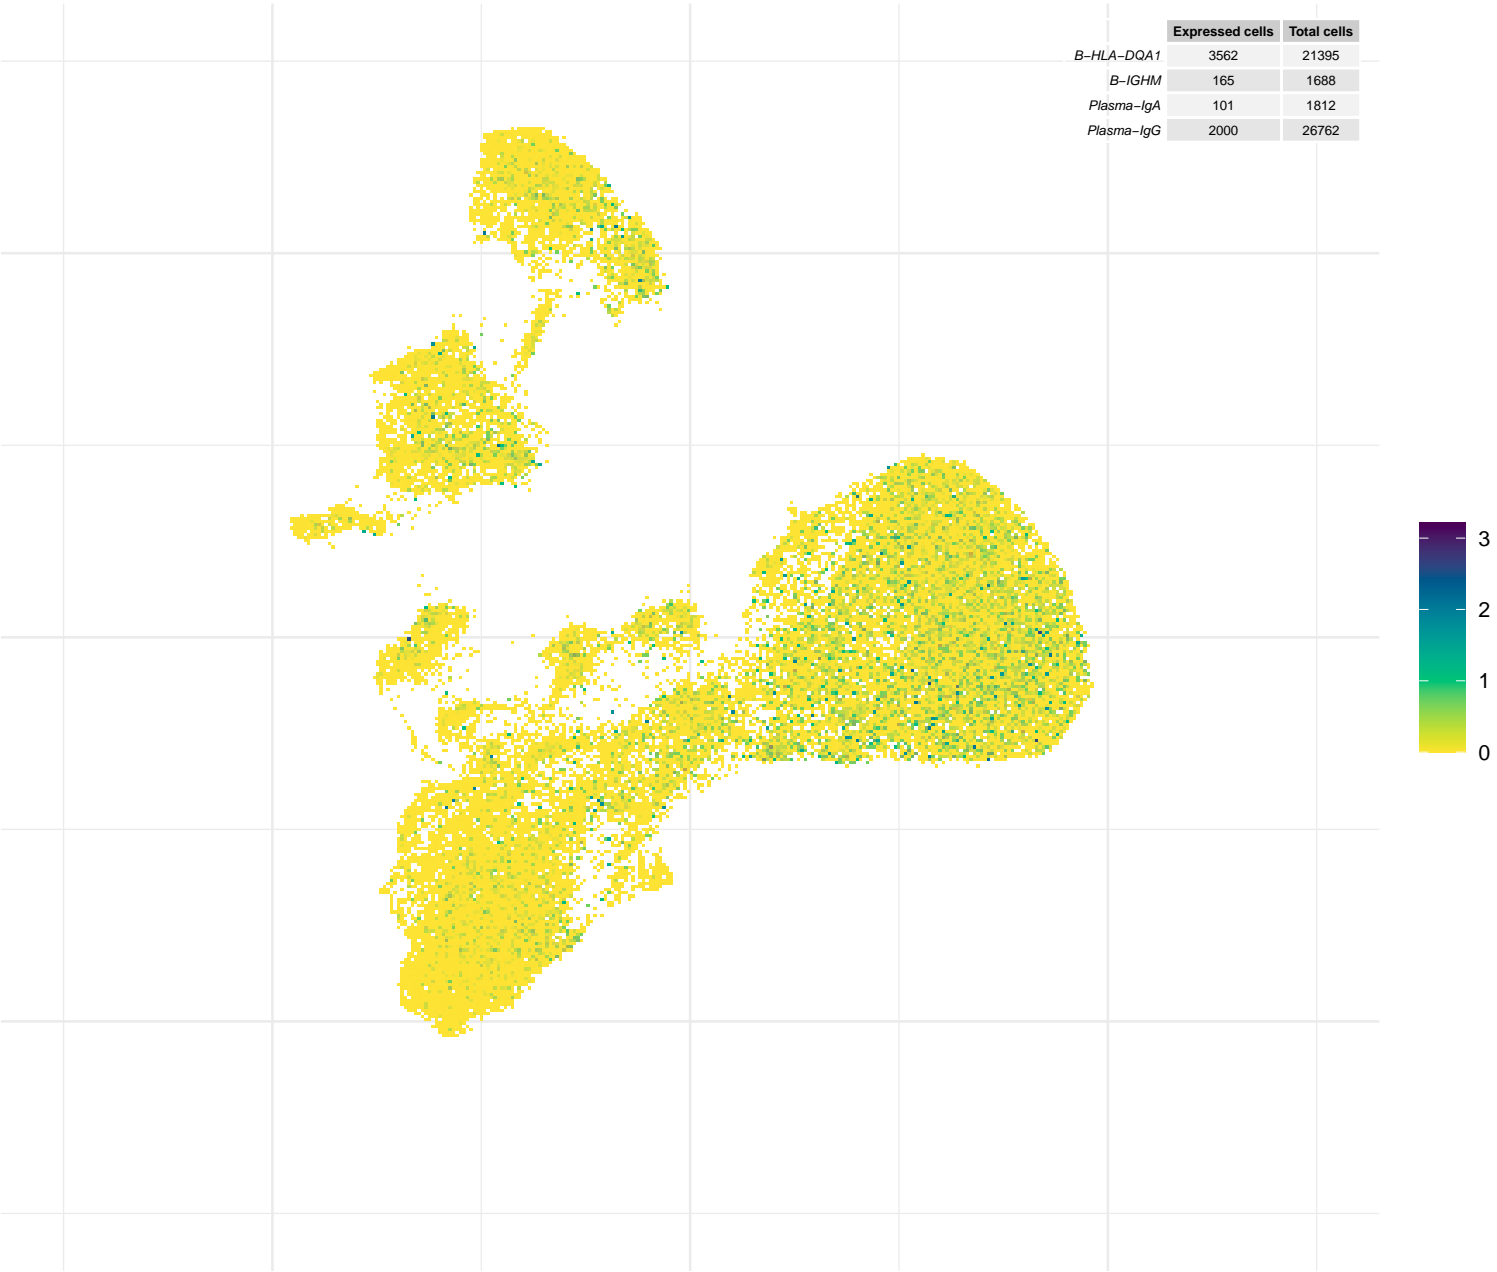 Expressed cells Total cells
B−HLA−DQA1 3562 21395
B−IGHM 165 1688
Plasma−IgA 101 1812
Plasma−IgG 2000 26762
3
2
1
0